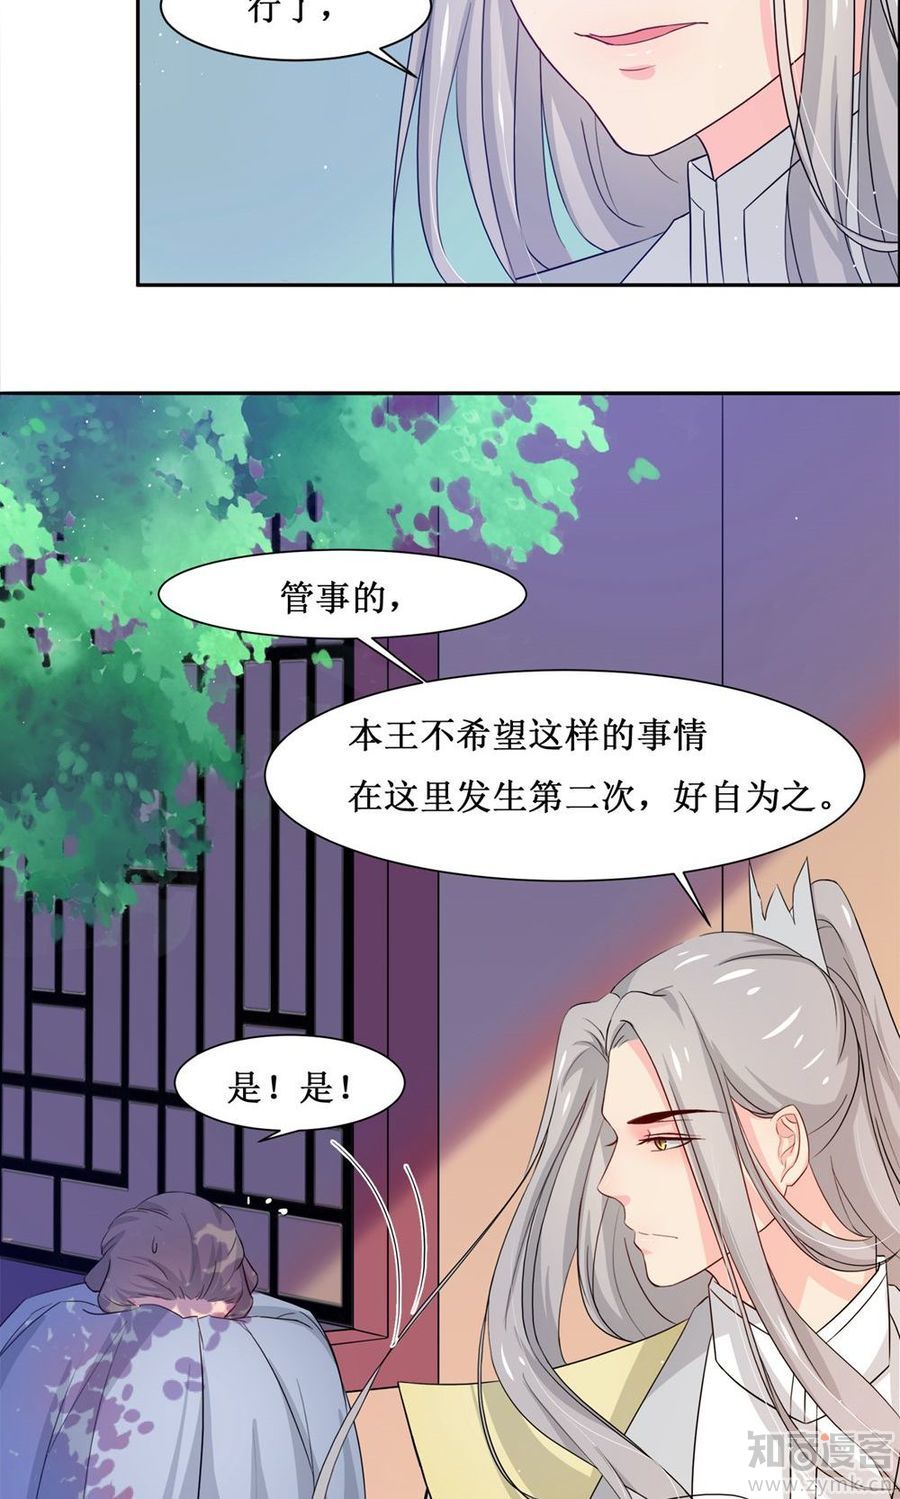 行了，
管事的，
本王不希望这样的事情
在这里发生第二次，好自为之。
是！是！
知音漫客
www.zymk.cn